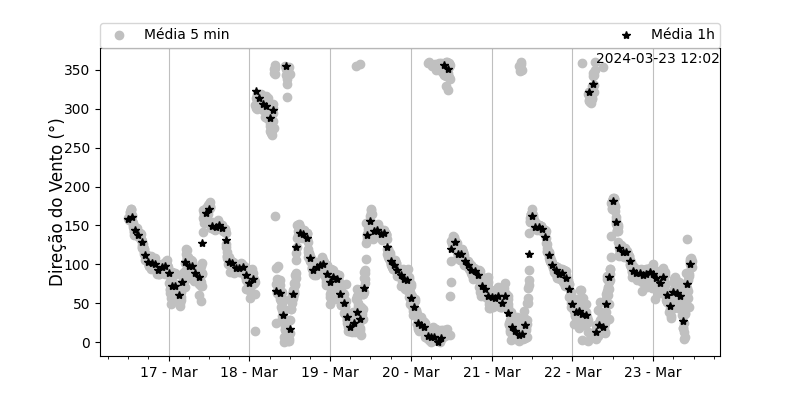 Média 5 min
Média 1h
2024-03-23 12:02
Direção do Vento (°)
350
300
250
200
150
100
50
0
17 - Mar
18 - Mar
19 - Mar
20 - Mar
21 - Mar
22 - Mar
23 - Mar